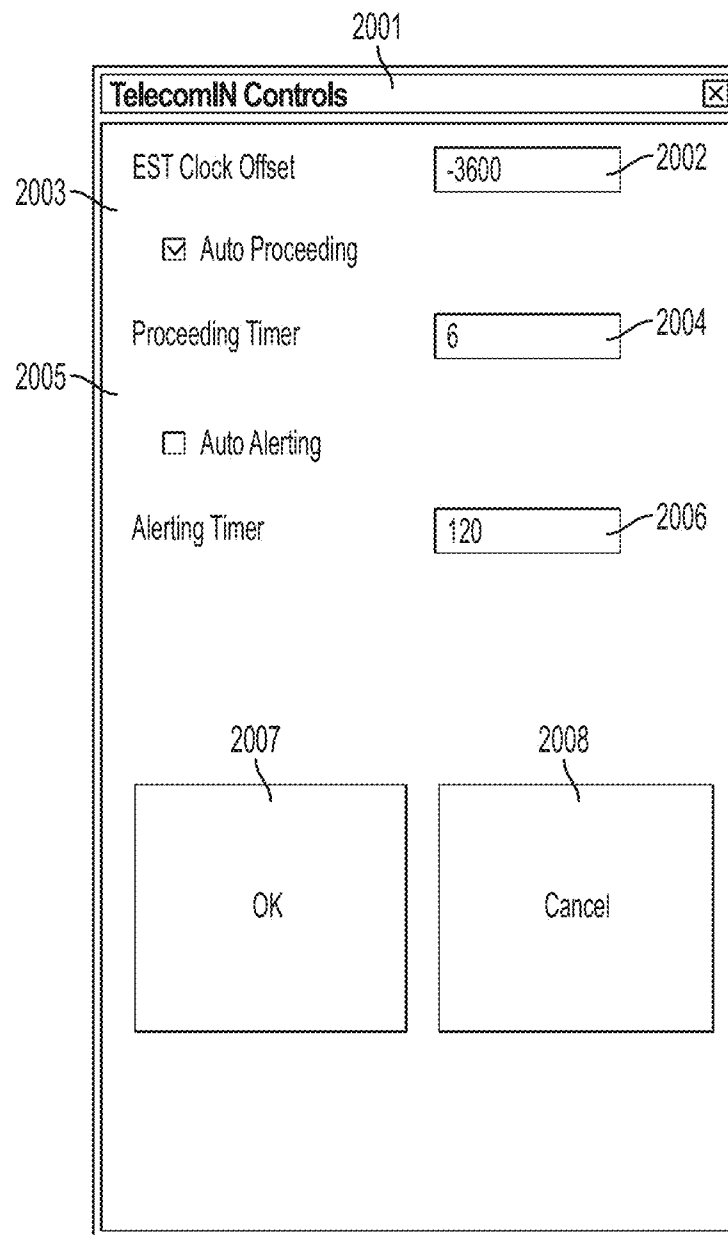 2001
TelecomIN Controls
EST Clock Offset
-3600
2002
2003
Auto Proceeding
Proceeding Timer
6
2004
2005
Auto Alerting
Alerting Timer
120
2006
2007
2008
OK
Cancel